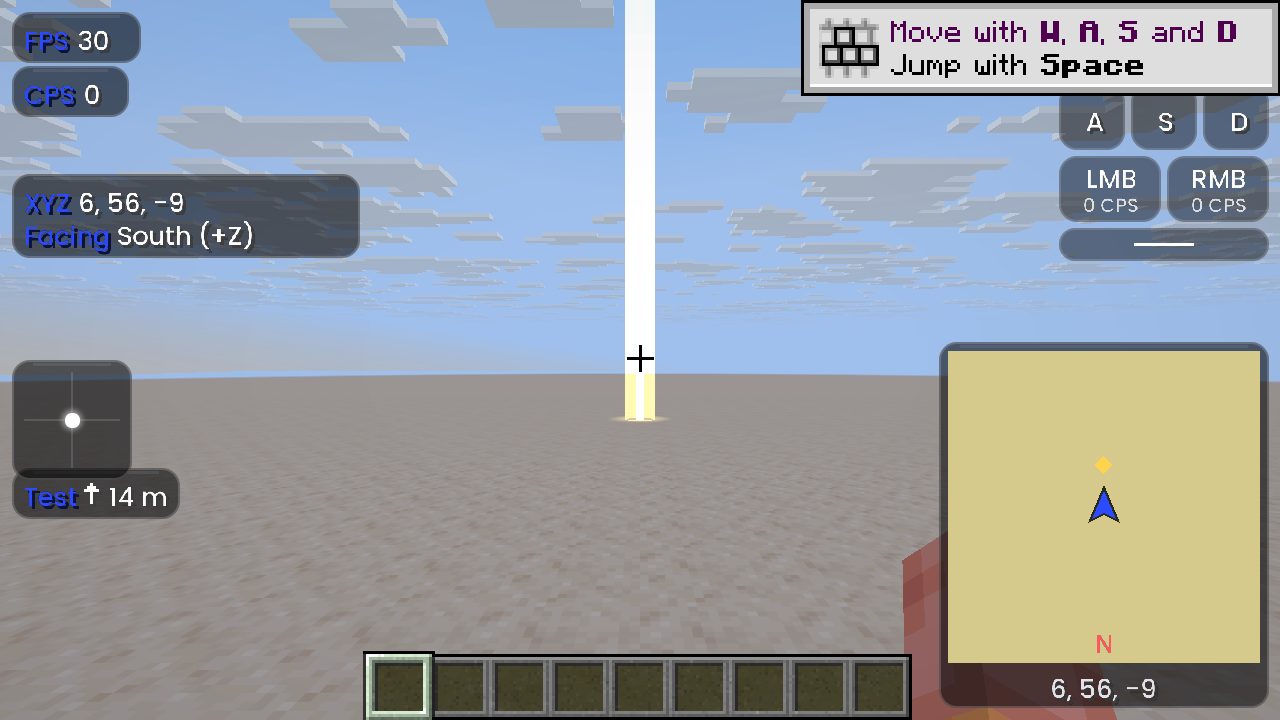 FPS 30
CPS 0
Move with W, A, S and D
Jump with Space
A S D
LMB
0 CPS
RMB
0 CPS
XYZ 6, 56, -9
Facing South (+Z)
Test ↑ 14 m
N
6, 56, -9